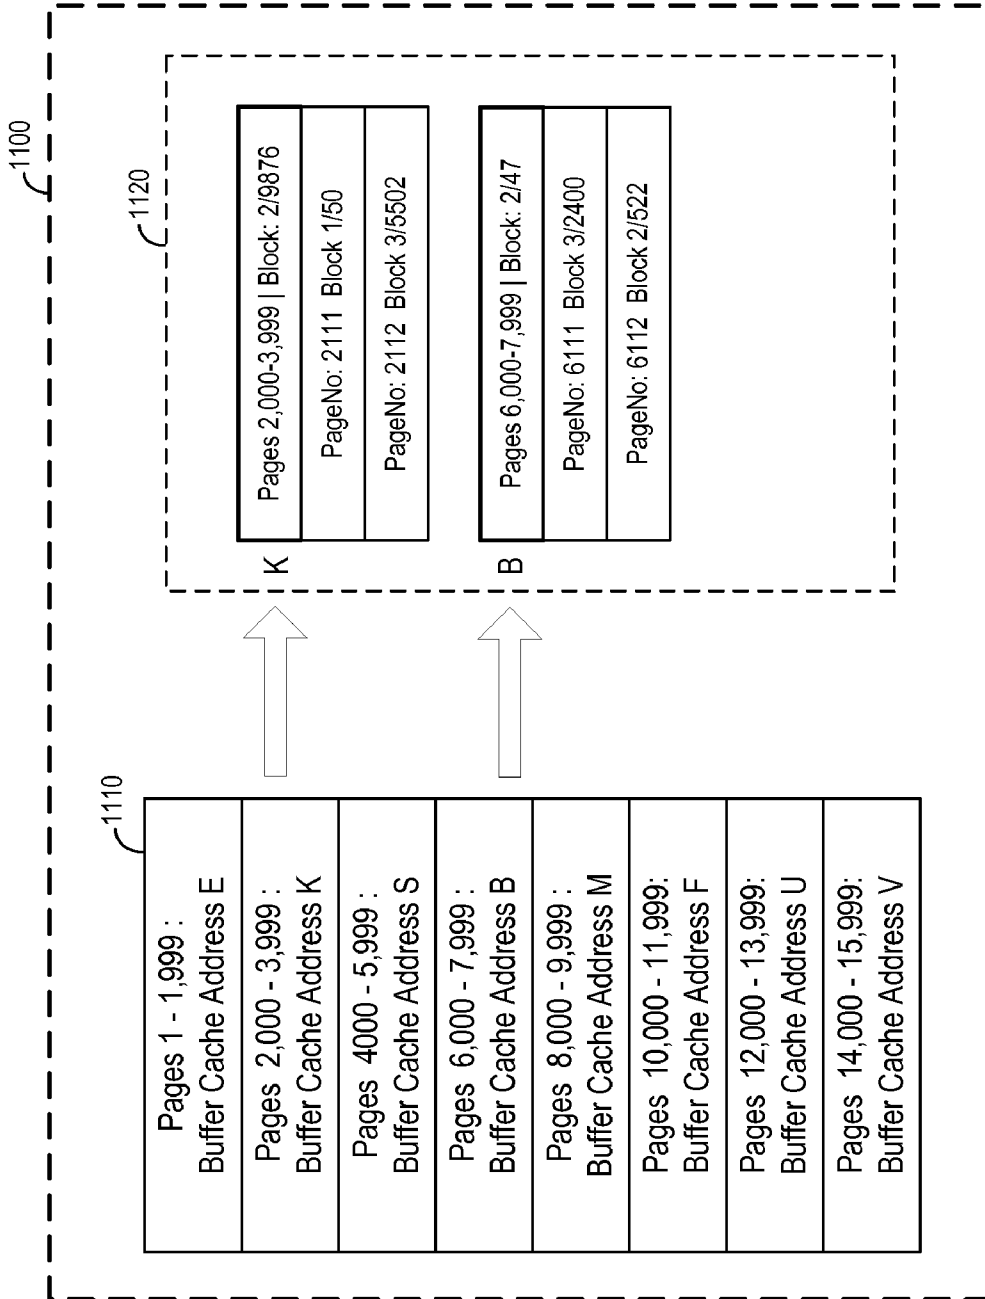 1100
1110
Pages 1 - 1,999 :
Buffer Cache Address E
Pages 2,000 - 3,999 :
Buffer Cache Address K
Pages 4000 - 5,999 :
Buffer Cache Address S
Pages 6,000 - 7,999 :
Buffer Cache Address B
Pages 8,000 - 9,999 :
Buffer Cache Address M
Pages 10,000 - 11,999:
Buffer Cache Address F
Pages 12,000 - 13,999:
Buffer Cache Address U
Pages 14,000 - 15,999:
Buffer Cache Address V
1120
K
Pages 2,000-3,999 | Block: 2/9876
PageNo: 2111 Block 1/50
PageNo: 2112 Block 3/5502
B
Pages 6,000-7,999 | Block: 2/47
PageNo: 6111 Block 3/2400
PageNo: 6112 Block 2/522